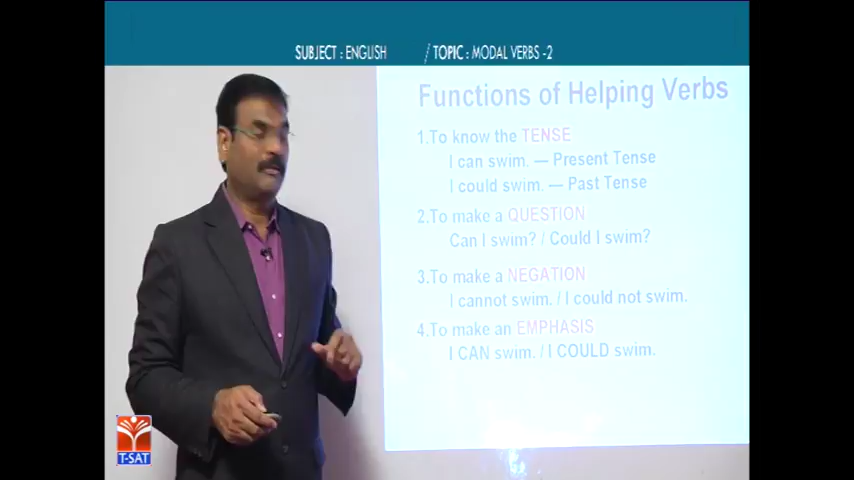 SUBJECT : ENGLISH / TOPIC : MODAL VERBS -2
Functions of Helping Verbs
1.To know the TENSE
I can swim. — Present Tense
I could swim. — Past Tense
2.To make a QUESTION
Can I swim? / Could I swim?
3.To make a NEGATION
I cannot swim. / I could not swim.
4.To make an EMPHASIS
I CAN swim. / I COULD swim.
T-SAT